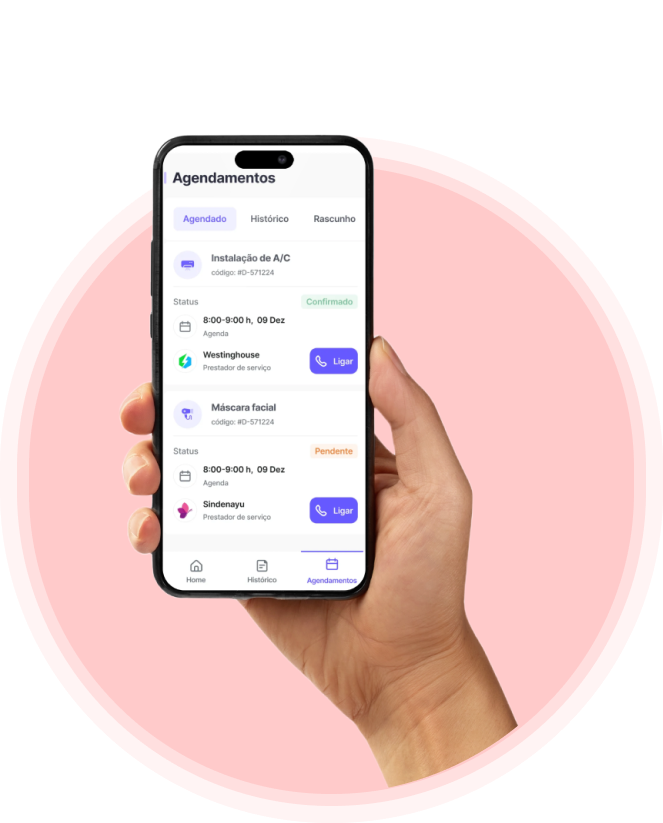 Agendamentos
Agendado Histórico Rascunho
Instalação de A/C
código: #D-571224
Status Confirmado
8:00-9:00 h, 09 Dez
Agenda
Westinghouse
Prestador de serviço
Ligar
Máscara facial
código: #D-571224
Status Pendente
8:00-9:00 h, 09 Dez
Agenda
Sindenayu
Prestador de serviço
Ligar
Home Histórico Agendamentos